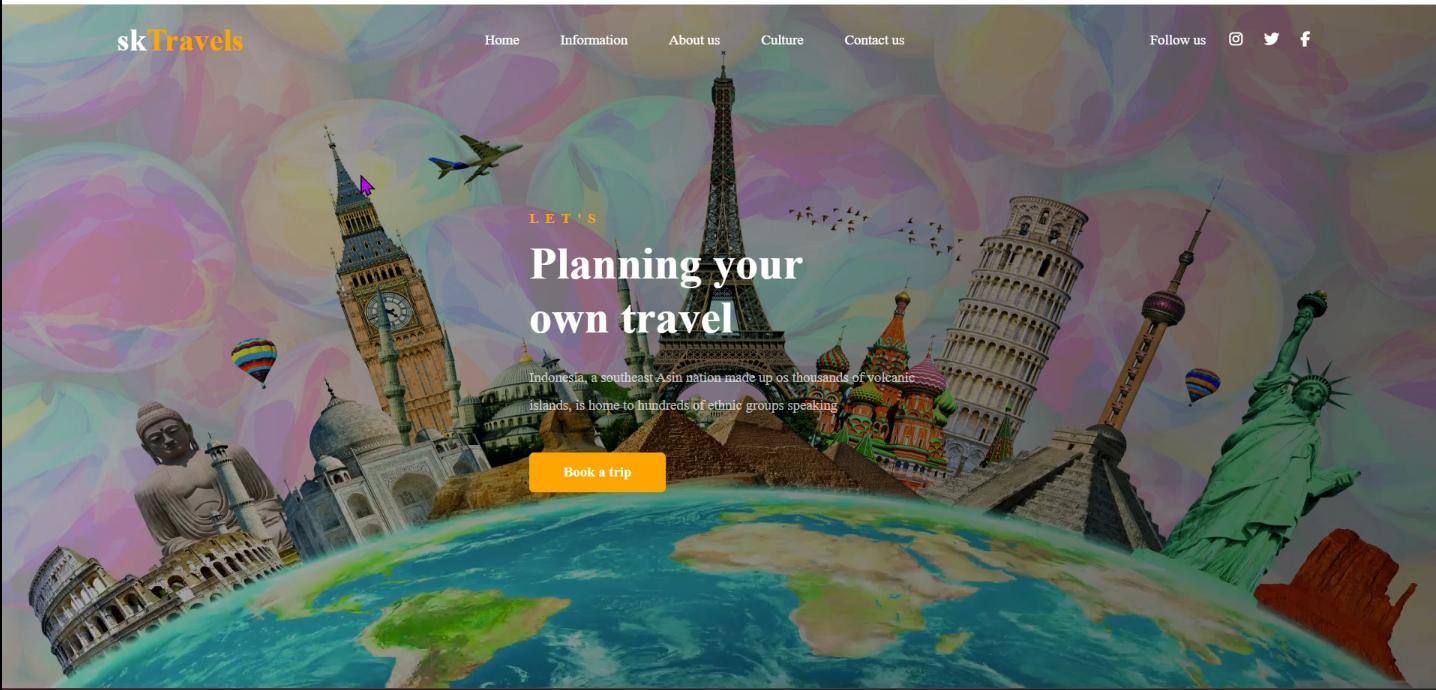 skTravels
Home Information About us Culture Contact us
Follow us
LET'S
Planning your
own travel
Indonesia, a southeast Asin nation made up os thousands of volcanic
islands, is home to hundreds of ethnic groups speaking
Book a trip